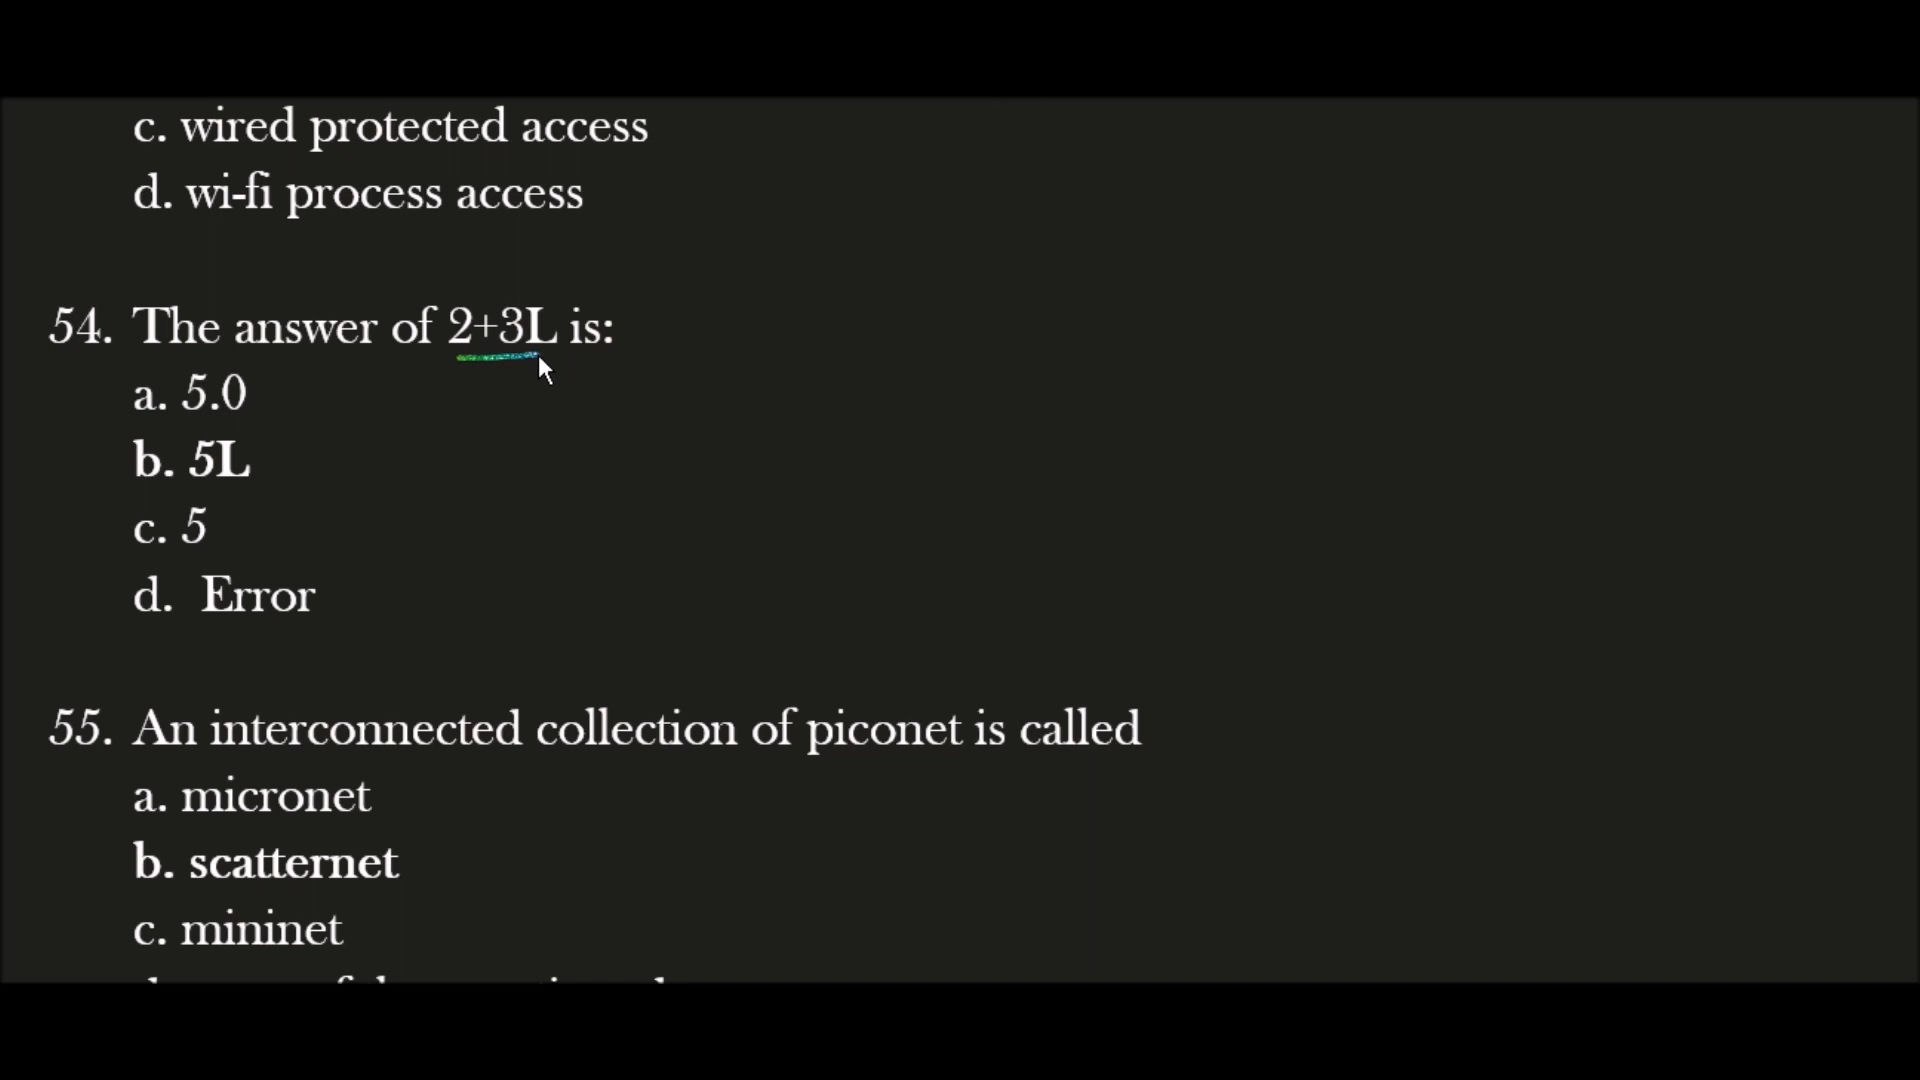 c. wired protected access
d. wi-fi process access
54. The answer of 2+3L is:
a. 5.0
b. 5L
c. 5
d. Error
55. An interconnected collection of piconet is called
a. micronet
b. scatternet
c. mininet